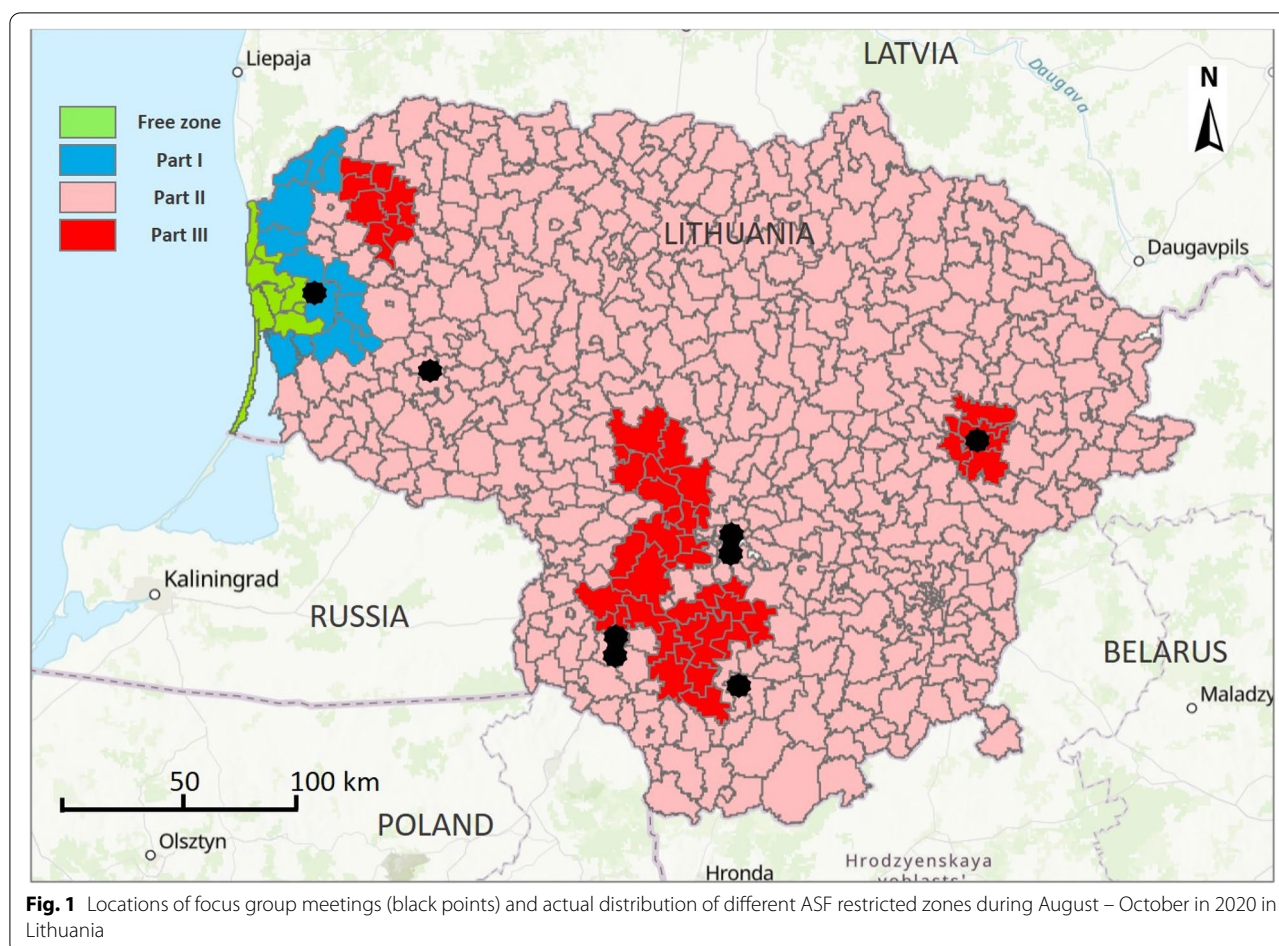 Liepaja
LATVIA
Daugava
N
Free zone
Part I
Part II
Part III
LITHUANIA
Daugavpils
Kaliningrad
RUSSIA
BELARUS
Maladzy
50 100 km
POLAND
Olsztyn
Hrodzyenskaya
voblasts'
Hronda
Fig. 1 Locations of focus group meetings (black points) and actual distribution of different ASF restricted zones during August – October in 2020 in
Lithuania